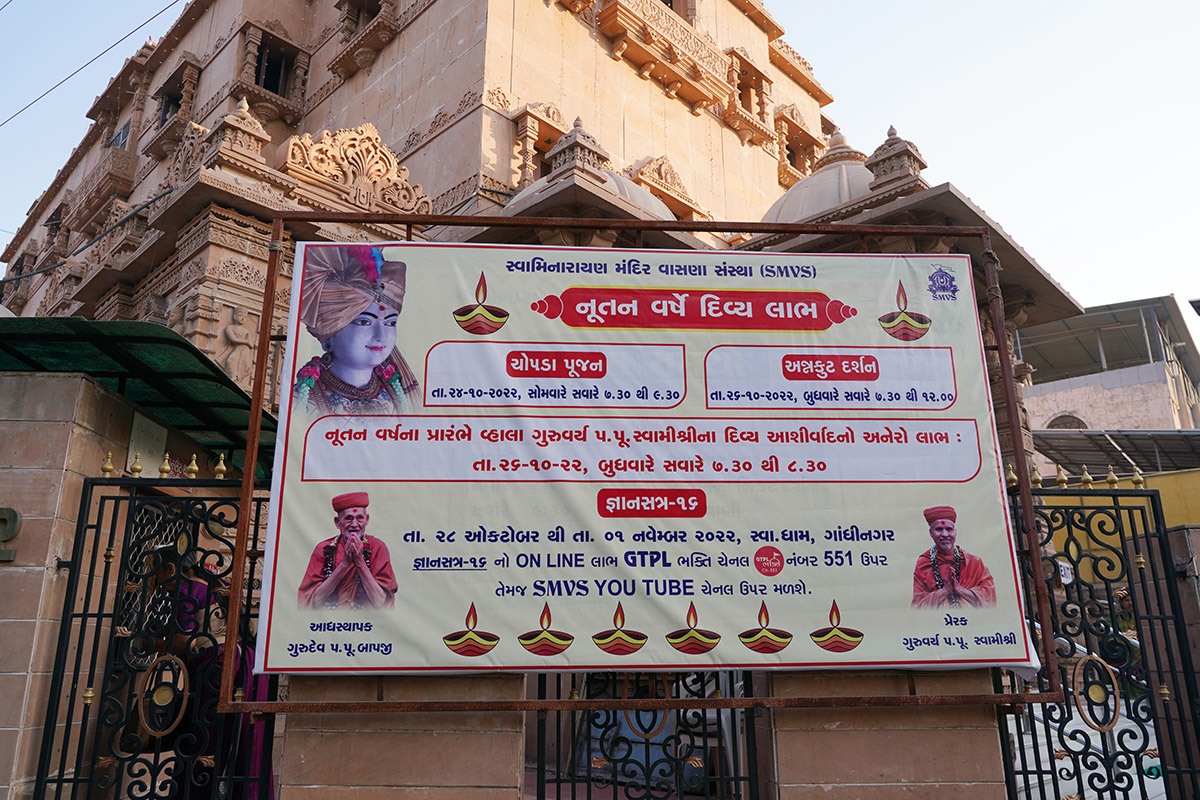 સ્વામિનારાયણ મંદિર વાસણા સંસ્થા (SMVS)
SMVS
નૂતન વર્ષે દિવ્ય લાભ
ચોપડા પૂજન
તા.૨૪-૧૦-૨૦૨૨, સોમવારે સવારે ૭.૩૦ થી ૯.૩૦
અન્નકુટ દર્શન
તા.૨૬-૧૦-૨૦૨૨, બુધવારે સવારે ૭.૩૦ થી ૧૨.૦૦
નૂતન વર્ષના પ્રારંભે વ્હાલા ગુરુવર્ય પ.પૂ.સ્વામીશ્રીના દિવ્ય આશીર્વાદનો અનેરો લાભ :
તા.૨૬-૧૦-૨૨, બુધવારે સવારે ૭.૩૦ થી ૮.૩૦
જ્ઞાનસત્ર-૧૬
તા. ૨૮ ઓક્ટોબર થી તા. ૦૧ નવેમ્બર ૨૦૨૨, સ્વા.ધામ, ગાંધીનગર
જ્ઞાનસત્ર-૧૬ નો ON LINE લાભ GTPL ભક્તિ ચેનલ GTPL ભક્તિ CH-551 નંબર 551 ઉપર
તેમજ SMVS YOU TUBE ચેનલ ઉપર મળશે.
આદ્યસ્થાપક
ગુરુદેવ પ.પૂ. બાપજી
પ્રેરક
ગુરુવર્ય પ.પૂ. સ્વામીશ્રી